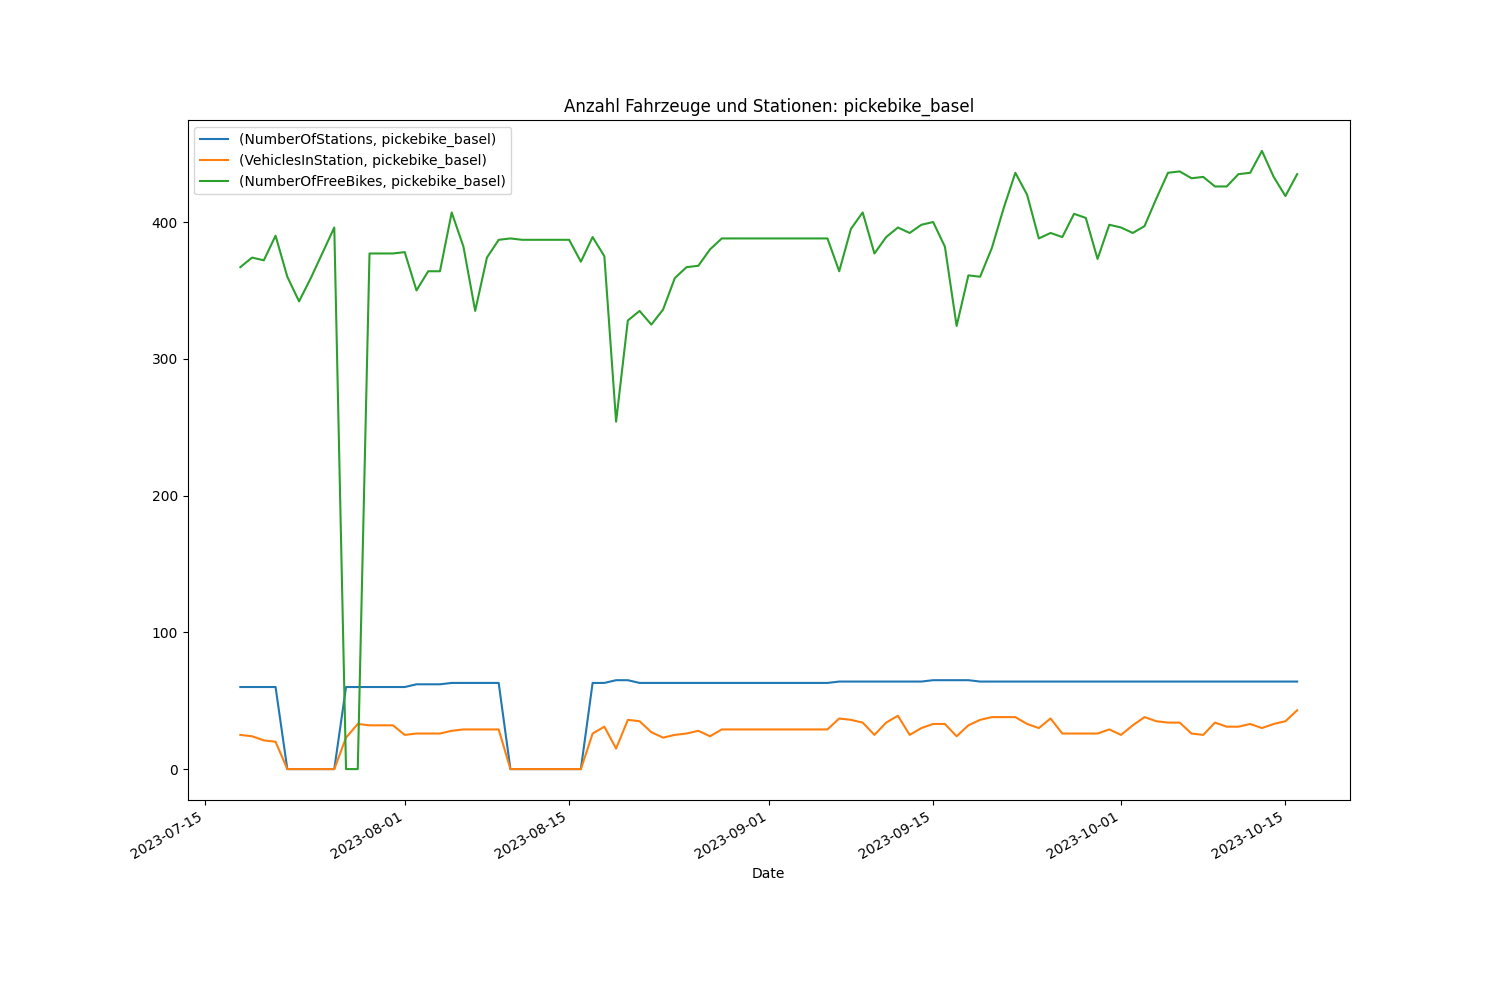 Anzahl Fahrzeuge und Stationen: pickebike_basel
(NumberOfStations, pickebike_basel)
(VehiclesInStation, pickebike_basel)
(NumberOfFreeBikes, pickebike_basel)
400
300
200
100
0
2023-07-15
2023-08-01
2023-08-15
2023-09-01
2023-09-15
2023-10-01
2023-10-15
Date